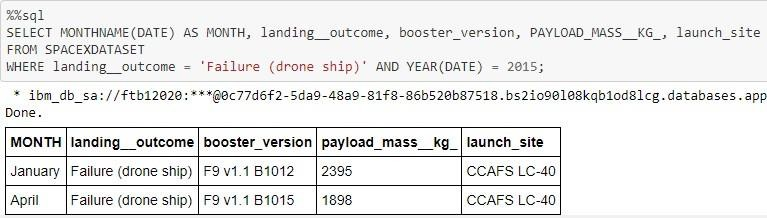 %%sql
SELECT MONTHNAME(DATE) AS MONTH, landing__outcome, booster_version, PAYLOAD_MASS__KG_, launch_site
FROM SPACEXDATASET
WHERE landing__outcome = 'Failure (drone ship)' AND YEAR(DATE) = 2015;
* ibm_db_sa://ftb12020:***@0c77d6f2-5da9-48a9-81f8-86b520b87518.bs2io90l08kqb1od8lcg.databases.app
Done.
MONTH landing__outcome booster_version payload_mass__kg_ launch_site
January Failure (drone ship) F9 v1.1 B1012 2395 CCAFS LC-40
April Failure (drone ship) F9 v1.1 B1015 1898 CCAFS LC-40